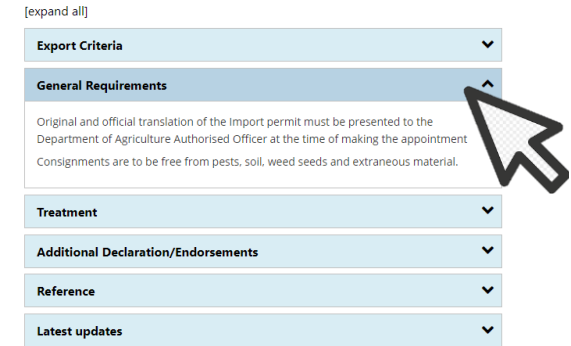 [expand all]
Export Criteria
General Requirements
Original and official translation of the Import permit must be presented to the
Department of Agriculture Authorised Officer at the time of making the appointment
Consignments are to be free from pests, soil, weed seeds and extraneous material.
Treatment
Additional Declaration/Endorsements
Reference
Latest updates